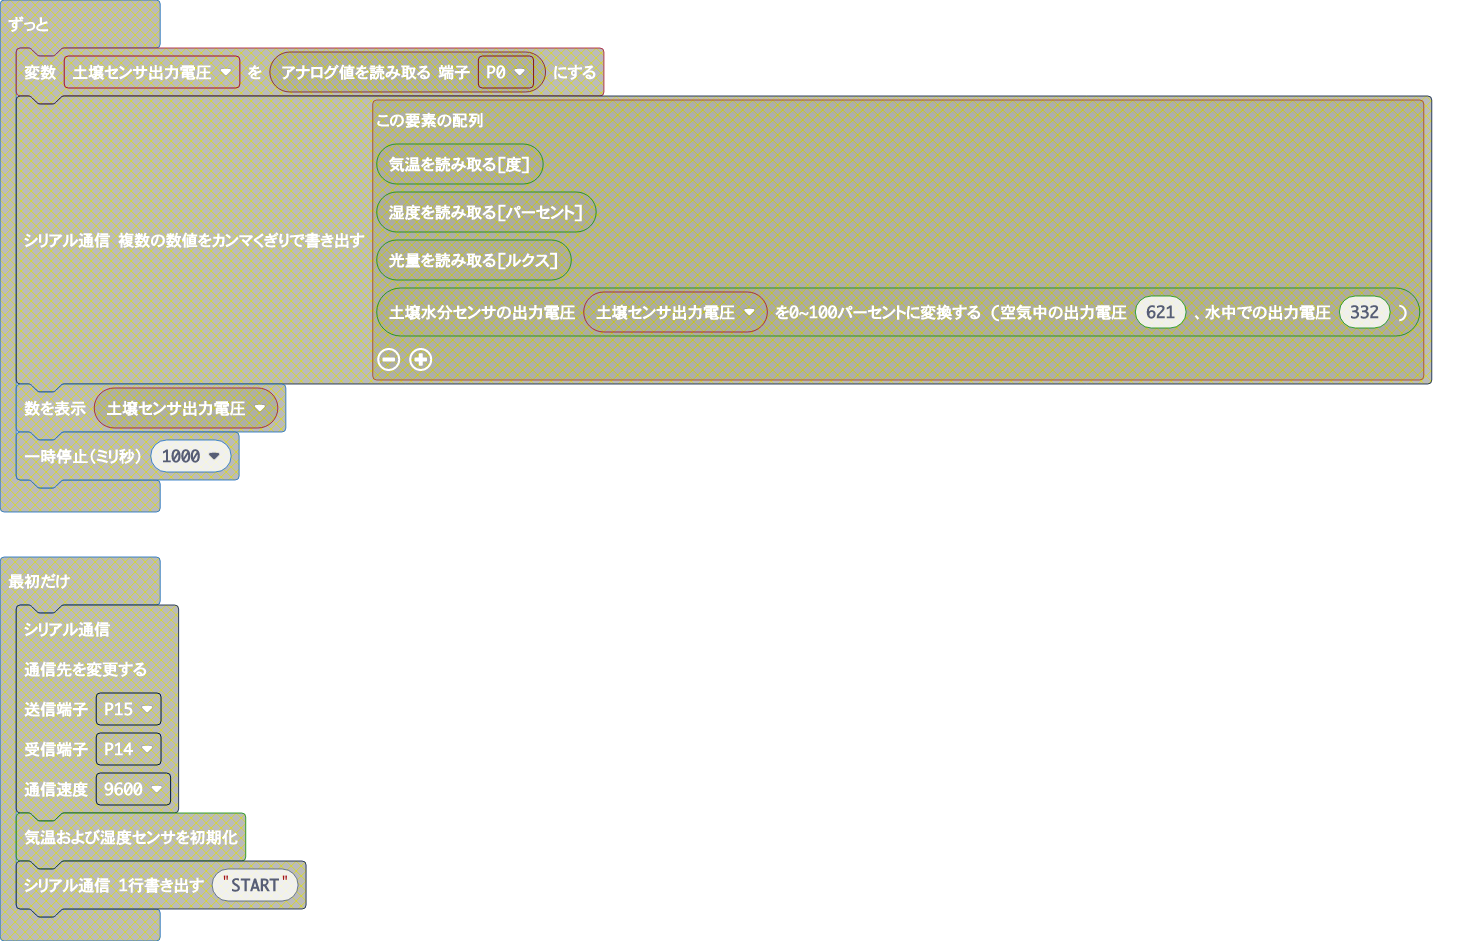 ずっと
変数 土壌センサ出力電圧 を アナログ値を読み取る 端子 P0 にする
シリアル通信 複数の数値をカンマくぎりで書き出す
この要素の配列
気温を読み取る[度]
湿度を読み取る[パーセント]
光量を読み取る[ルクス]
土壌水分センサの出力電圧 土壌センサ出力電圧 を0~100パーセントに変換する (空気中の出力電圧 621 、水中での出力電圧 332 )
数を表示 土壌センサ出力電圧
一時停止(ミリ秒) 1000
最初だけ
シリアル通信
通信先を変更する
送信端子 P15
受信端子 P14
通信速度 9600
気温および湿度センサを初期化
シリアル通信 1行書き出す "START"